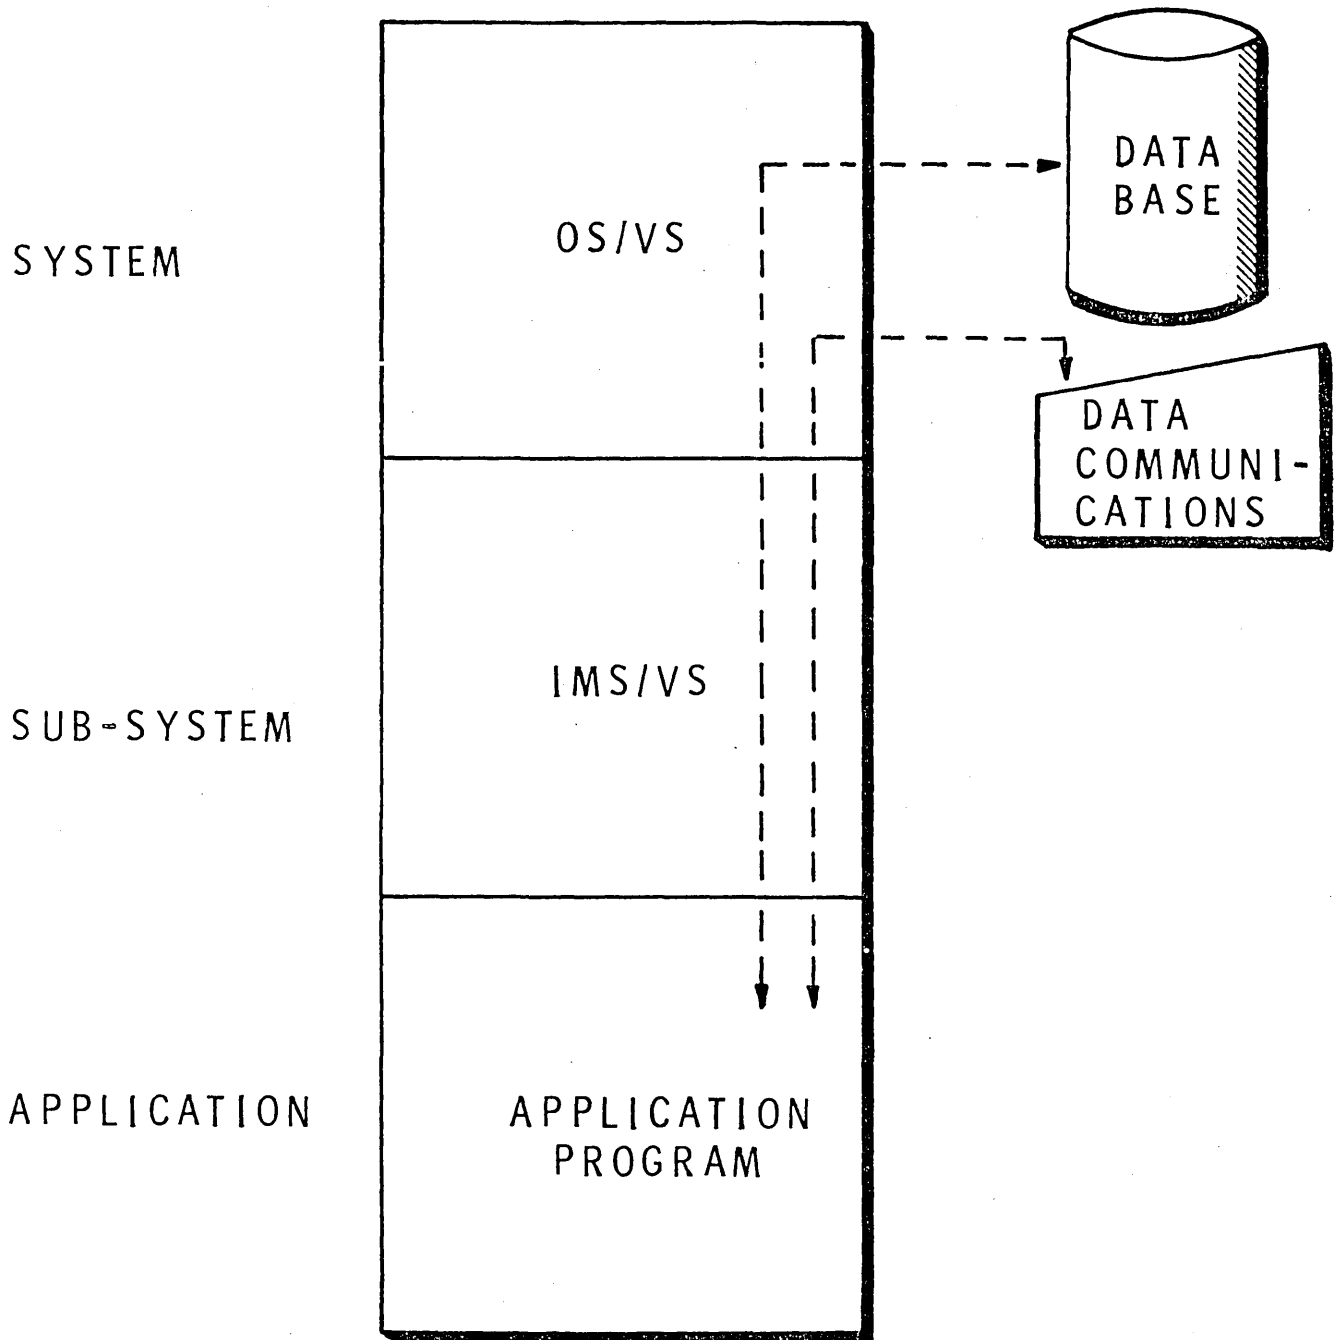 SYSTEM
OS/VS
DATA
BASE
DATA
COMMUNI-
CATIONS
SUB-SYSTEM
IMS/VS
APPLICATION
APPLICATION
PROGRAM